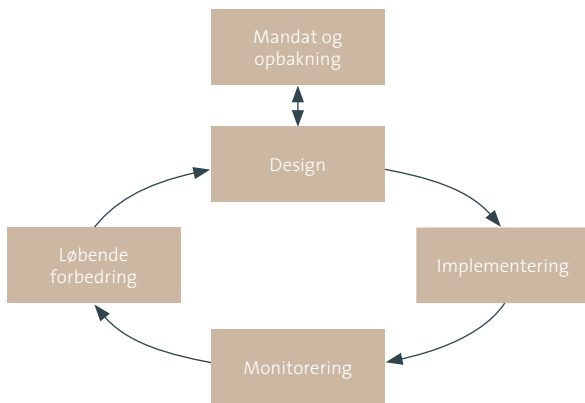 Mandat og
opbakning
Design
Løbende
forbedring
Implementering
Monitorering